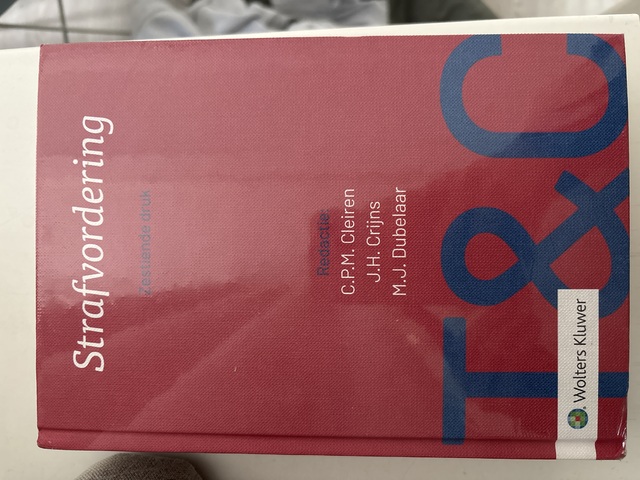 Strafvordering
Zestiende druk
Redactie:
C.P.M. Cleiren
J.H. Crijns
M.J. Dubelaar
T&C
Wolters Kluwer